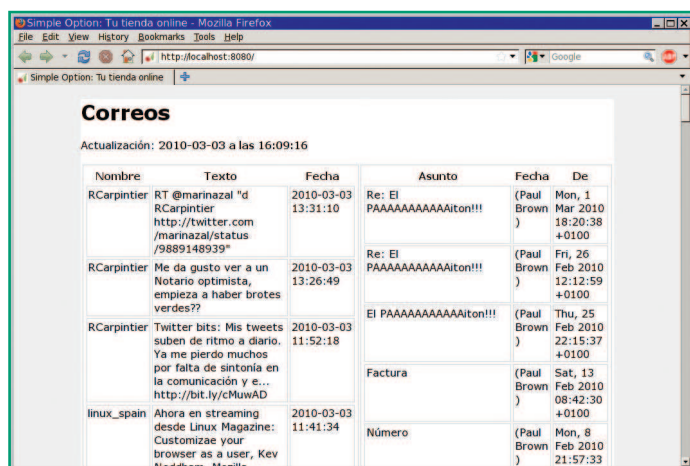 Simple Option: Tu tienda online - Mozilla Firefox
File Edit View History Bookmarks Tools Help
http://localhost:8080/
Google
Simple Option: Tu tienda online
Correos
Actualización: 2010-03-03 a las 16:09:16
Nombre Texto Fecha
RCarpintier RT @marinazal "d 2010-03-03
RCarpintier 13:31:10
http://twitter.com
/marinazal/status
/9889148939"
RCarpintier Me da gusto ver a un 2010-03-03
Notario optimista, 13:26:49
empieza a haber brotes
verdes??
RCarpintier Twitter bits: Mis tweets 2010-03-03
suben de ritmo a diario. 11:52:18
Ya me pierdo muchos
por falta de sintonía en
la comunicación y e...
http://bit.ly/cMuwAD
linux_spain Ahora en streaming 2010-03-03
desde Linux Magazine: 11:41:34
Customizae your
browser as a user, Kev
Needham, Mozilla
Asunto Fecha De
Re: El (Paul Mon, 1
PAAAAAAAAAAAiton!!! Brown Mar 2010
) 18:20:38
+0100
Re: El (Paul Fri, 26
PAAAAAAAAAAAiton!!! Brown Feb 2010
) 12:12:59
+0100
El PAAAAAAAAAAAiton!!! (Paul Thu, 25
Brown Feb 2010
) 22:15:37
+0100
Factura (Paul Sat, 13
Brown Feb 2010
) 08:42:30
+0100
Número (Paul Mon, 8
Brown Feb 2010
) 21:57:33